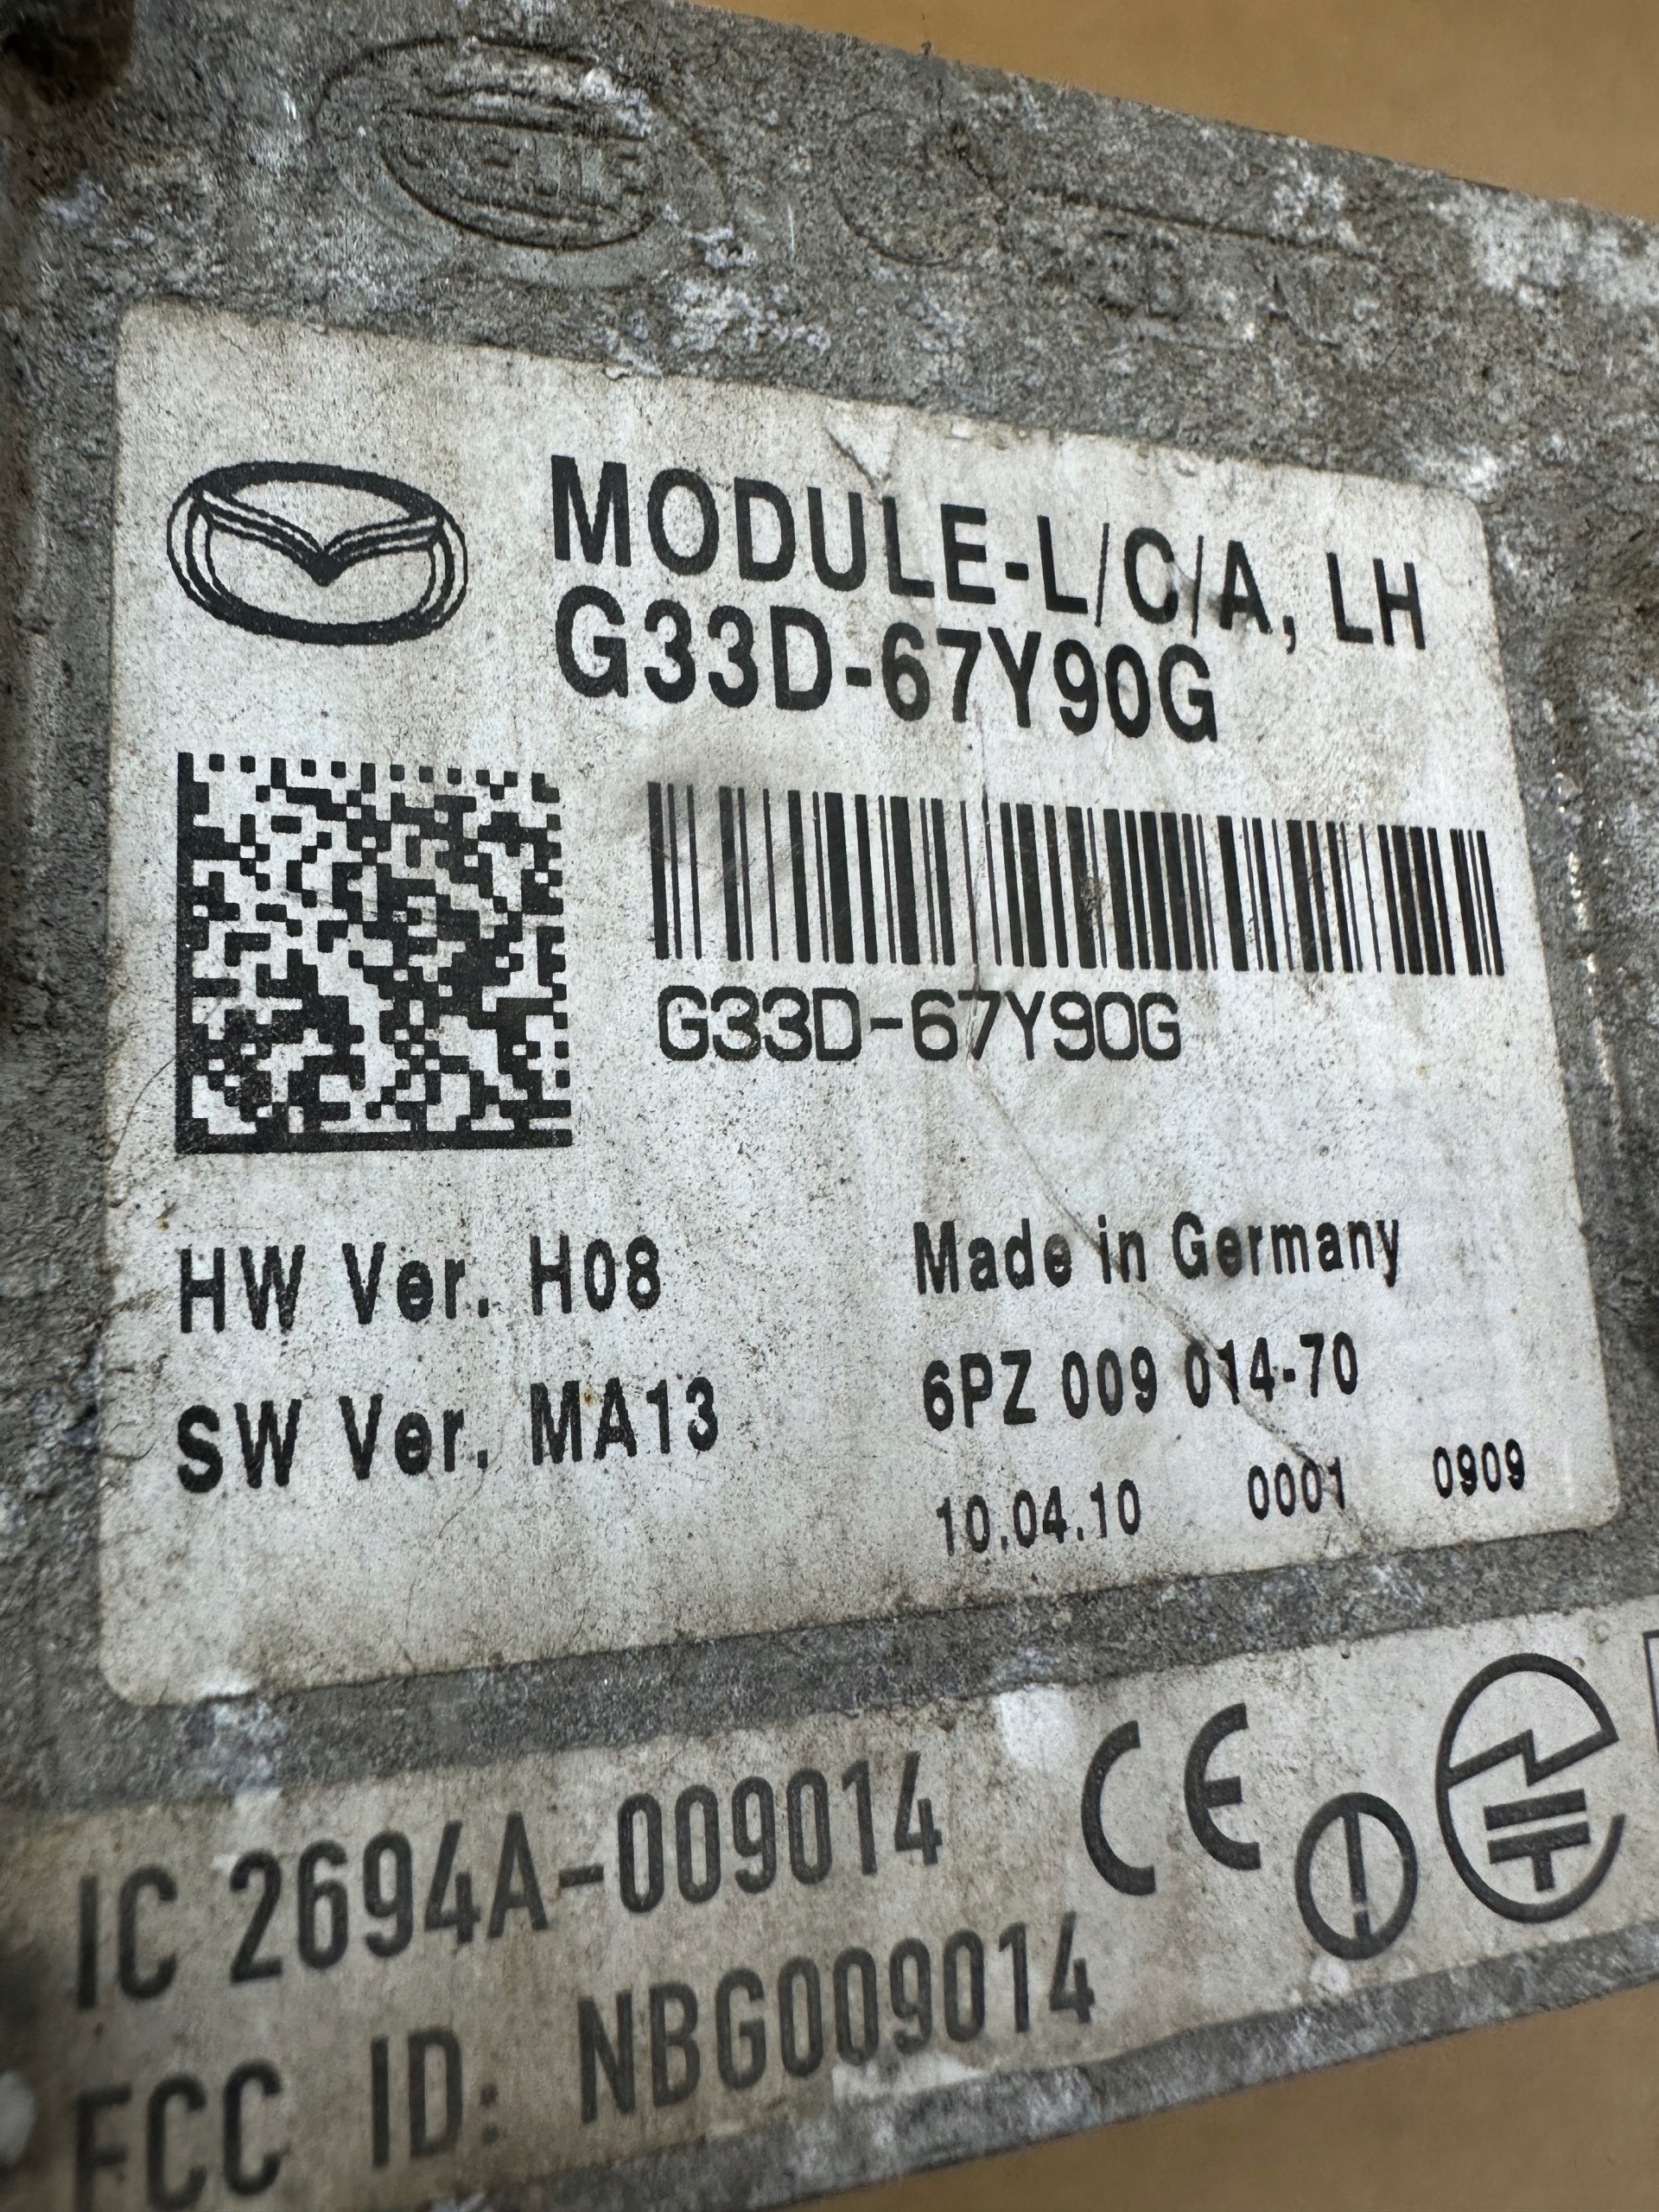 MODULE-L/C/A, LH
G33D-67Y90G
G33D-67Y90G
HW Ver. H08
Made in Germany
SW Ver. MA13
6PZ 009 014-70
10.04.10 0001 0909
IC 2694A-009014
CE
FCC ID: NBG009014